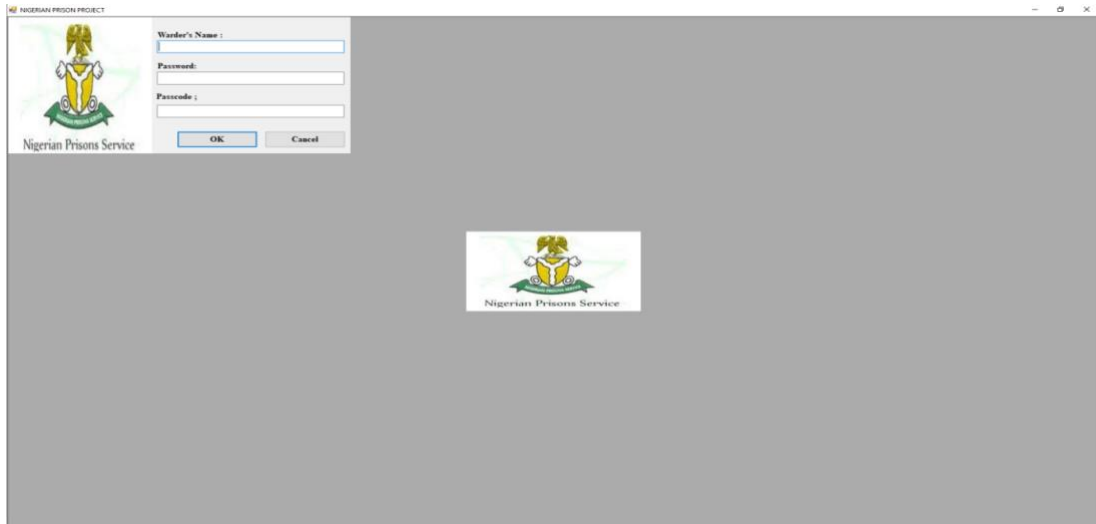 NIGERIAN PRISON PROJECT
Warder's Name :
Password:
Passcode ;
OK
Cancel
Nigerian Prisons Service
Nigerian Prisons Service